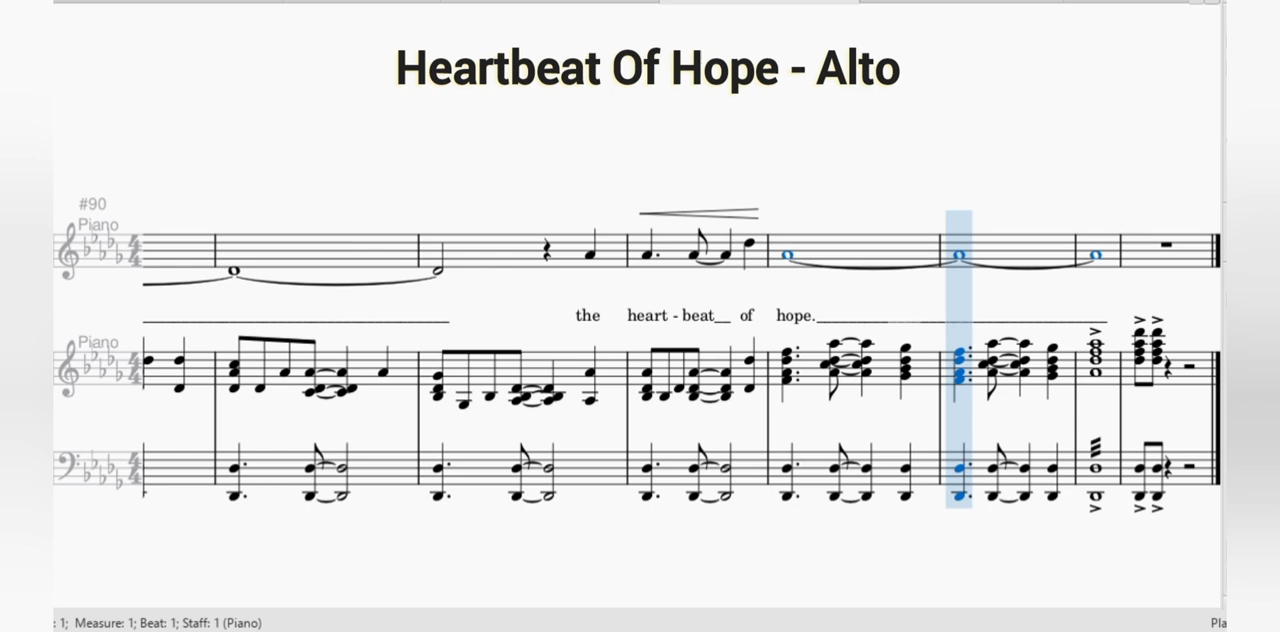 Heartbeat Of Hope - Alto
#90
Piano
the heart - beat__ of hope.
Piano
: 1; Measure: 1; Beat: 1; Staff: 1 (Piano)
Pla